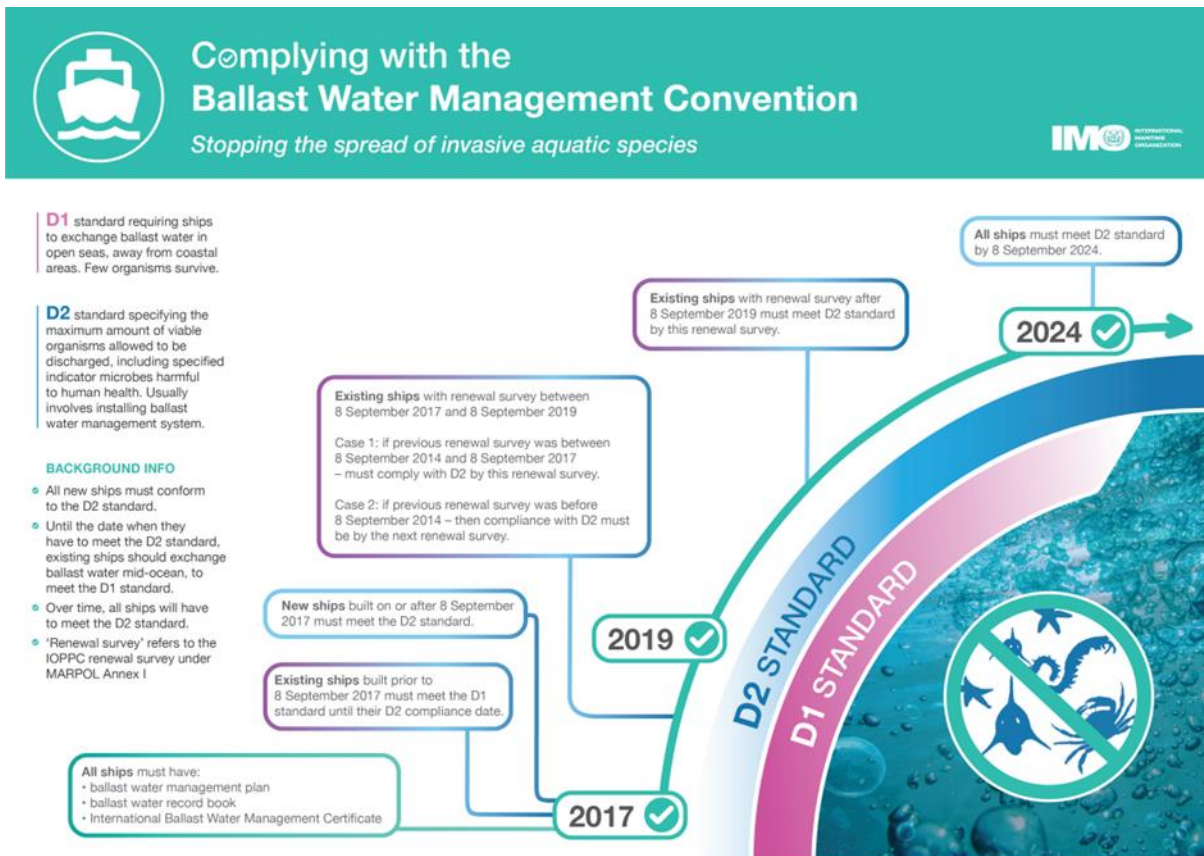 Complying with the
Ballast Water Management Convention
Stopping the spread of invasive aquatic species
IMO
INTERNATIONAL
MARITIME
ORGANIZATION
D1 standard requiring ships
to exchange ballast water in
open seas, away from coastal
areas. Few organisms survive.
D2 standard specifying the
maximum amount of viable
organisms allowed to be
discharged, including specified
indicator microbes harmful
to human health. Usually
involves installing ballast
water management system.
BACKGROUND INFO
All new ships must conform
to the D2 standard.
Until the date when they
have to meet the D2 standard,
existing ships should exchange
ballast water mid-ocean, to
meet the D1 standard.
Over time, all ships will have
to meet the D2 standard.
‘Renewal survey’ refers to the
IOPPC renewal survey under
MARPOL Annex I
All ships must have:
• ballast water management plan
• ballast water record book
• International Ballast Water Management Certificate
Existing ships built prior to
8 September 2017 must meet the D1
standard until their D2 compliance date.
New ships built on or after 8 September
2017 must meet the D2 standard.
2017
Existing ships with renewal survey between
8 September 2017 and 8 September 2019
Case 1: if previous renewal survey was between
8 September 2014 and 8 September 2017
– must comply with D2 by this renewal survey.
Case 2: if previous renewal survey was before
8 September 2014 – then compliance with D2 must
be by the next renewal survey.
2019
Existing ships with renewal survey after
8 September 2019 must meet D2 standard
by this renewal survey.
All ships must meet D2 standard
by 8 September 2024.
2024
D2 STANDARD
D1 STANDARD